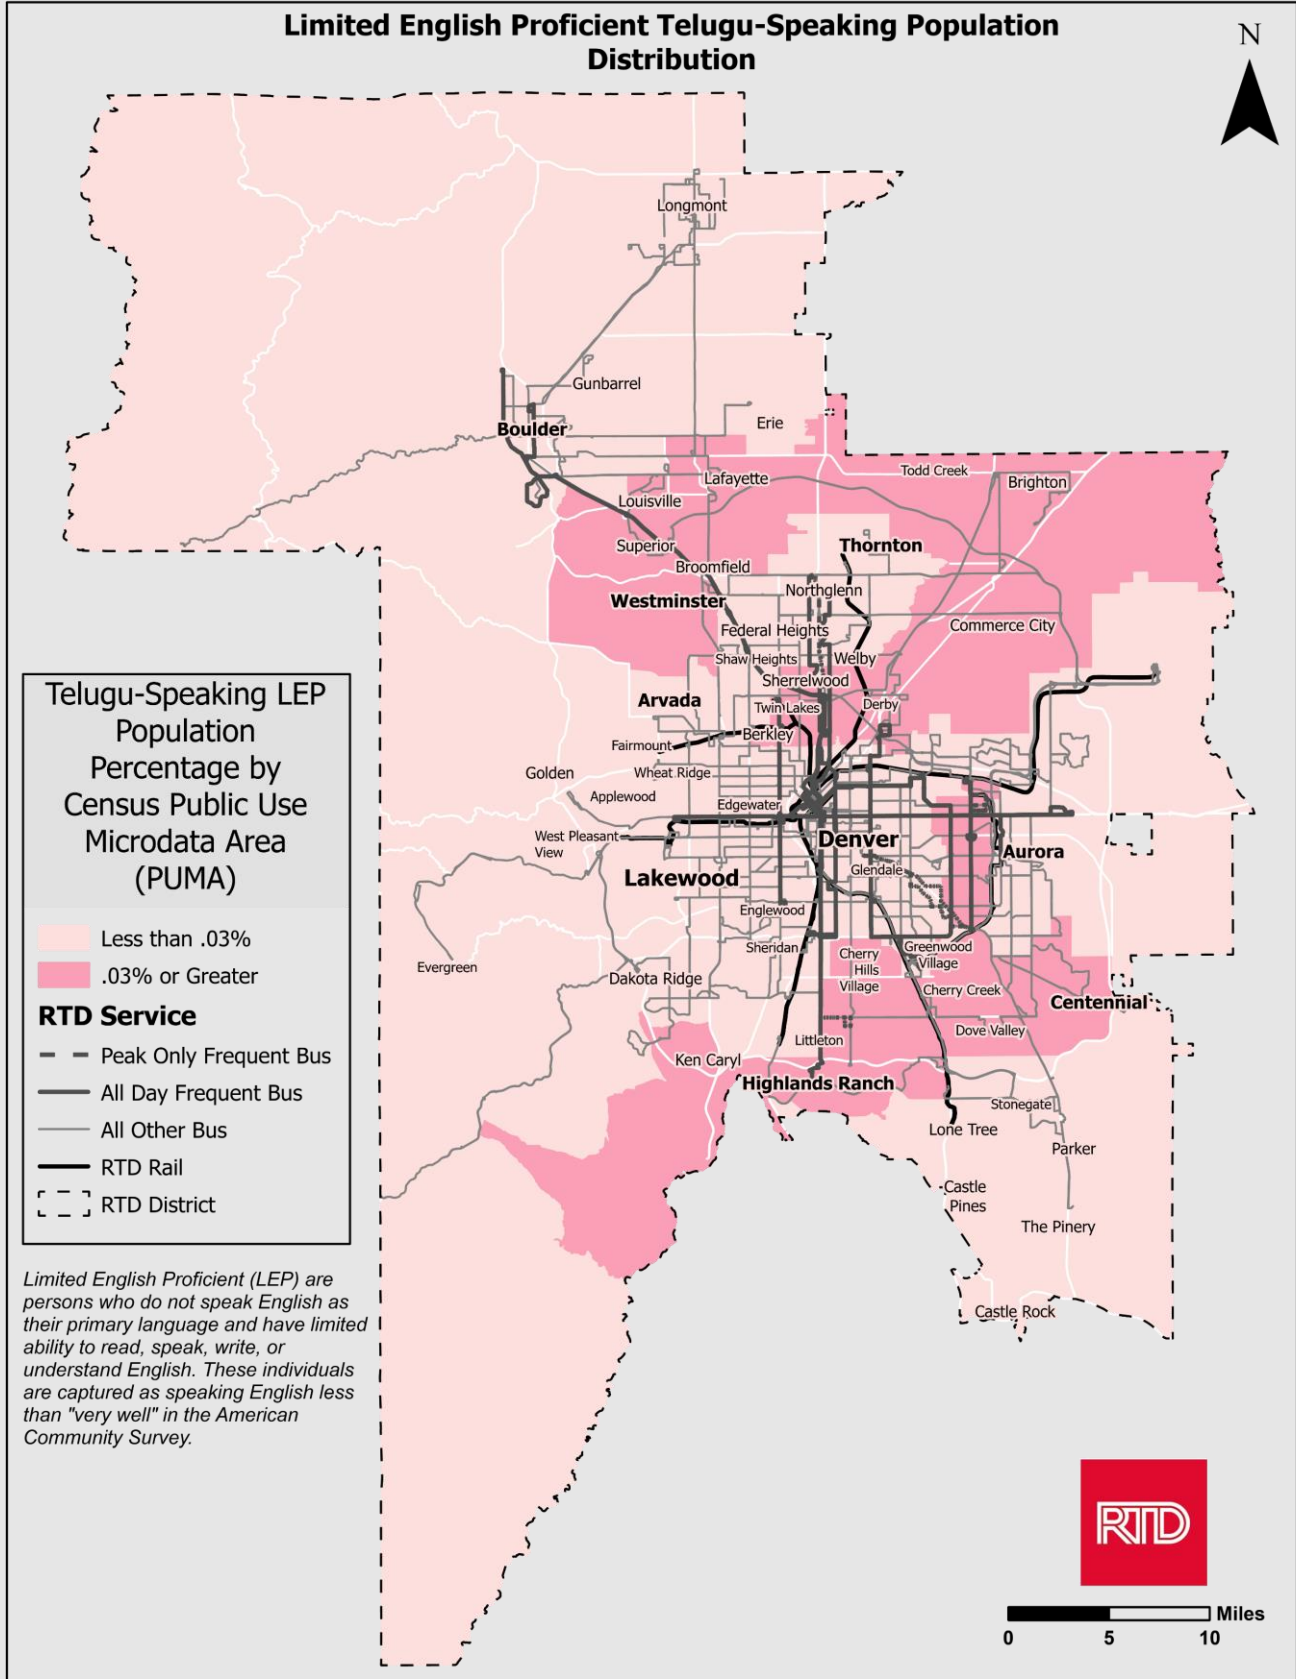 Limited English Proficient Telugu-Speaking Population
Distribution
N
Longmont
Gunbarrel
Boulder
Erie
Lafayette
Todd Creek
Brighton
Louisville
Superior
Thornton
Broomfield
Northglenn
Westminster
Federal Heights
Commerce City
Shaw Heights
Welby
Sherrelwood
Arvada
Twin Lakes
Derby
Fairmount
Berkley
Golden
Wheat Ridge
Applewood
Edgewater
West Pleasant
View
Denver
Aurora
Lakewood
Glendale
Englewood
Sheridan
Greenwood
Village
Cherry
Hills
Village
Evergreen
Dakota Ridge
Cherry Creek
Centennial
Dove Valley
Littleton
Ken Caryl
Highlands Ranch
Stonegate
Lone Tree
Parker
Castle
Pines
The Pinery
Castle Rock
Telugu-Speaking LEP
Population
Percentage by
Census Public Use
Microdata Area
(PUMA)
Less than .03%
.03% or Greater
RTD Service
Peak Only Frequent Bus
All Day Frequent Bus
All Other Bus
RTD Rail
RTD District
Limited English Proficient (LEP) are
persons who do not speak English as
their primary language and have limited
ability to read, speak, write, or
understand English. These individuals
are captured as speaking English less
than "very well" in the American
Community Survey.
RTD
Miles
0 5 10